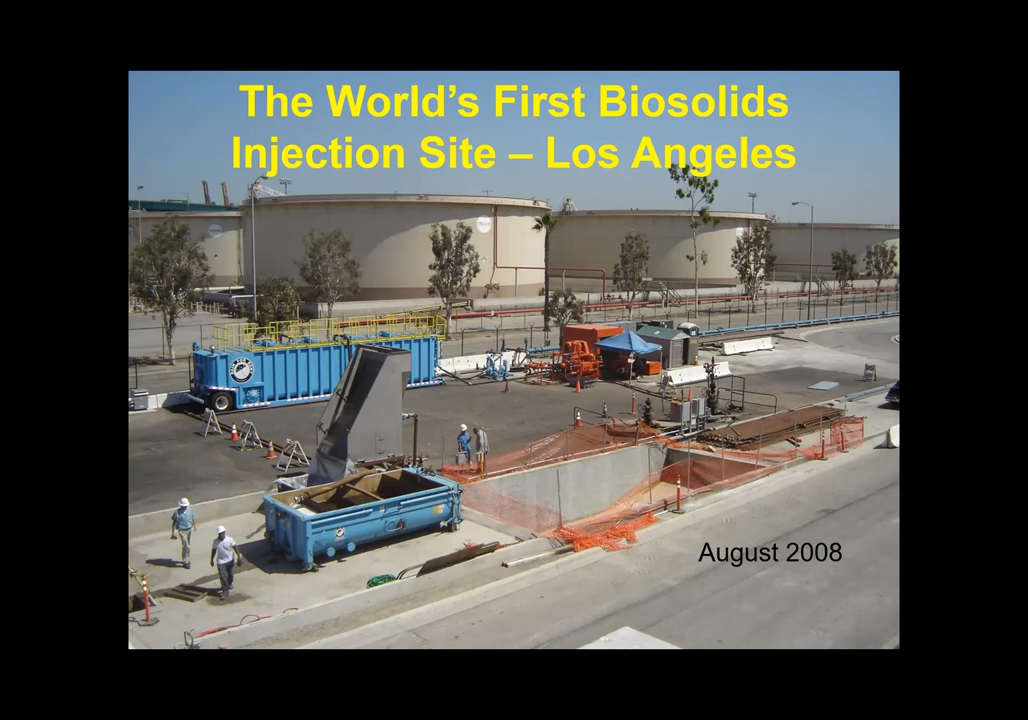 The World's First Biosolids
Injection Site – Los Angeles
August 2008